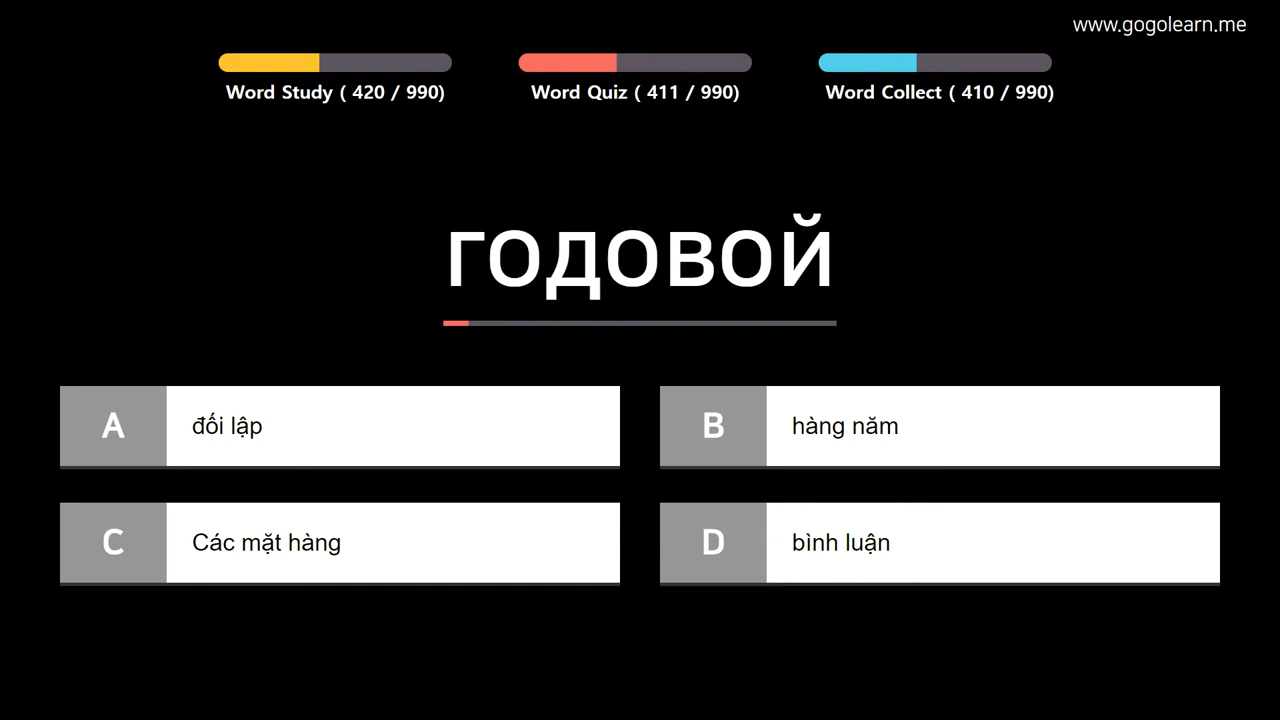 www.gogolearn.me
Word Study ( 420 / 990)
Word Quiz ( 411 / 990)
Word Collect ( 410 / 990)
годовой
A đối lập
B hàng năm
C Các mặt hàng
D bình luận